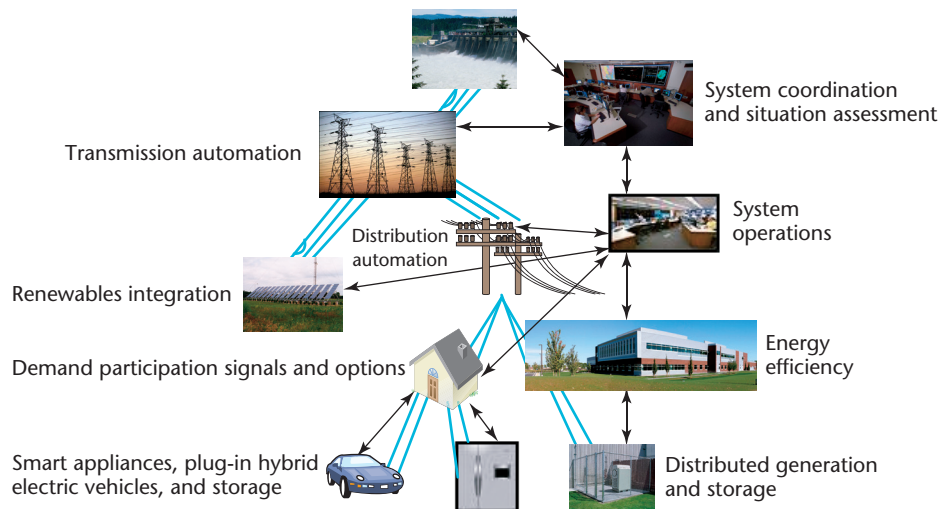 System coordination
and situation assessment
Transmission automation
System
operations
Distribution
automation
Renewables integration
Energy
efficiency
Demand participation signals and options
Smart appliances, plug-in hybrid
electric vehicles, and storage
Distributed generation
and storage